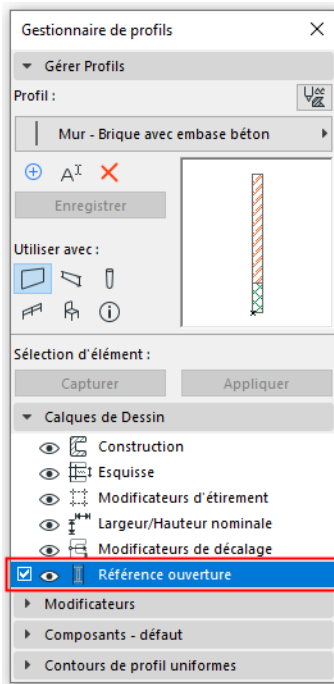 Gestionnaire de profils
Gérer Profils
Profil :
Mur - Brique avec embase béton
Enregistrer
Utiliser avec :
Sélection d'élément :
Capturer
Appliquer
Calques de Dessin
Construction
Esquisse
Modificateurs d'étirement
Largeur/Hauteur nominale
Modificateurs de décalage
Référence ouverture
Modificateurs
Composants - défaut
Contours de profil uniformes